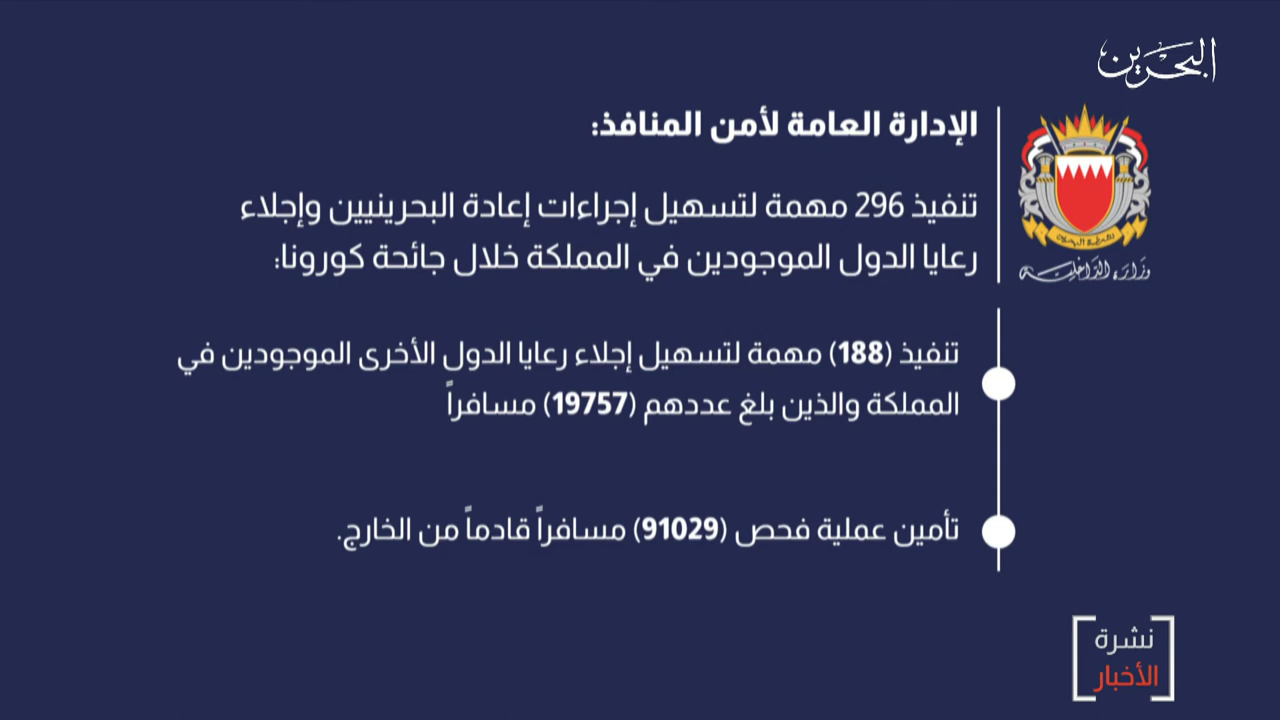 البحرين
الإدارة العامة لأمن المنافذ:
تنفيذ 296 مهمة لتسهيل إجراءات إعادة البحرينيين وإجلاء
رعايا الدول الموجودين في المملكة خلال جائحة كورونا:
وزارة الداخلية
تنفيذ (188) مهمة لتسهيل إجلاء رعايا الدول الأخرى الموجودين في
المملكة والذين بلغ عددهم (19757) مسافراً
تأمين عملية فحص (91029) مسافراً قادماً من الخارج.
نشرة
الأخبار